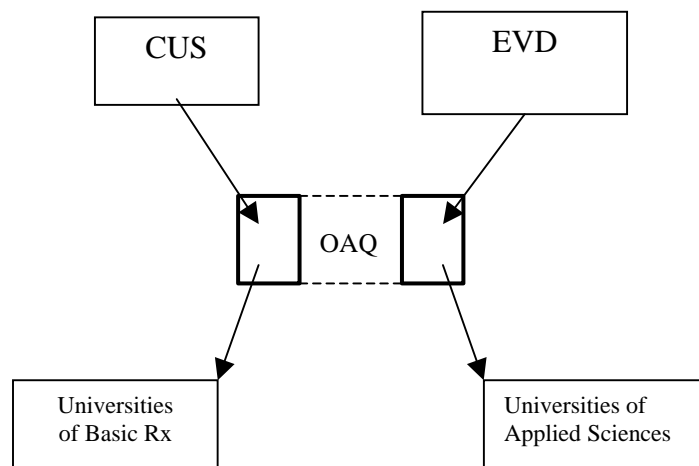 CUS
EVD
OAQ
Universities
of Basic Rx
Universities of
Applied Sciences